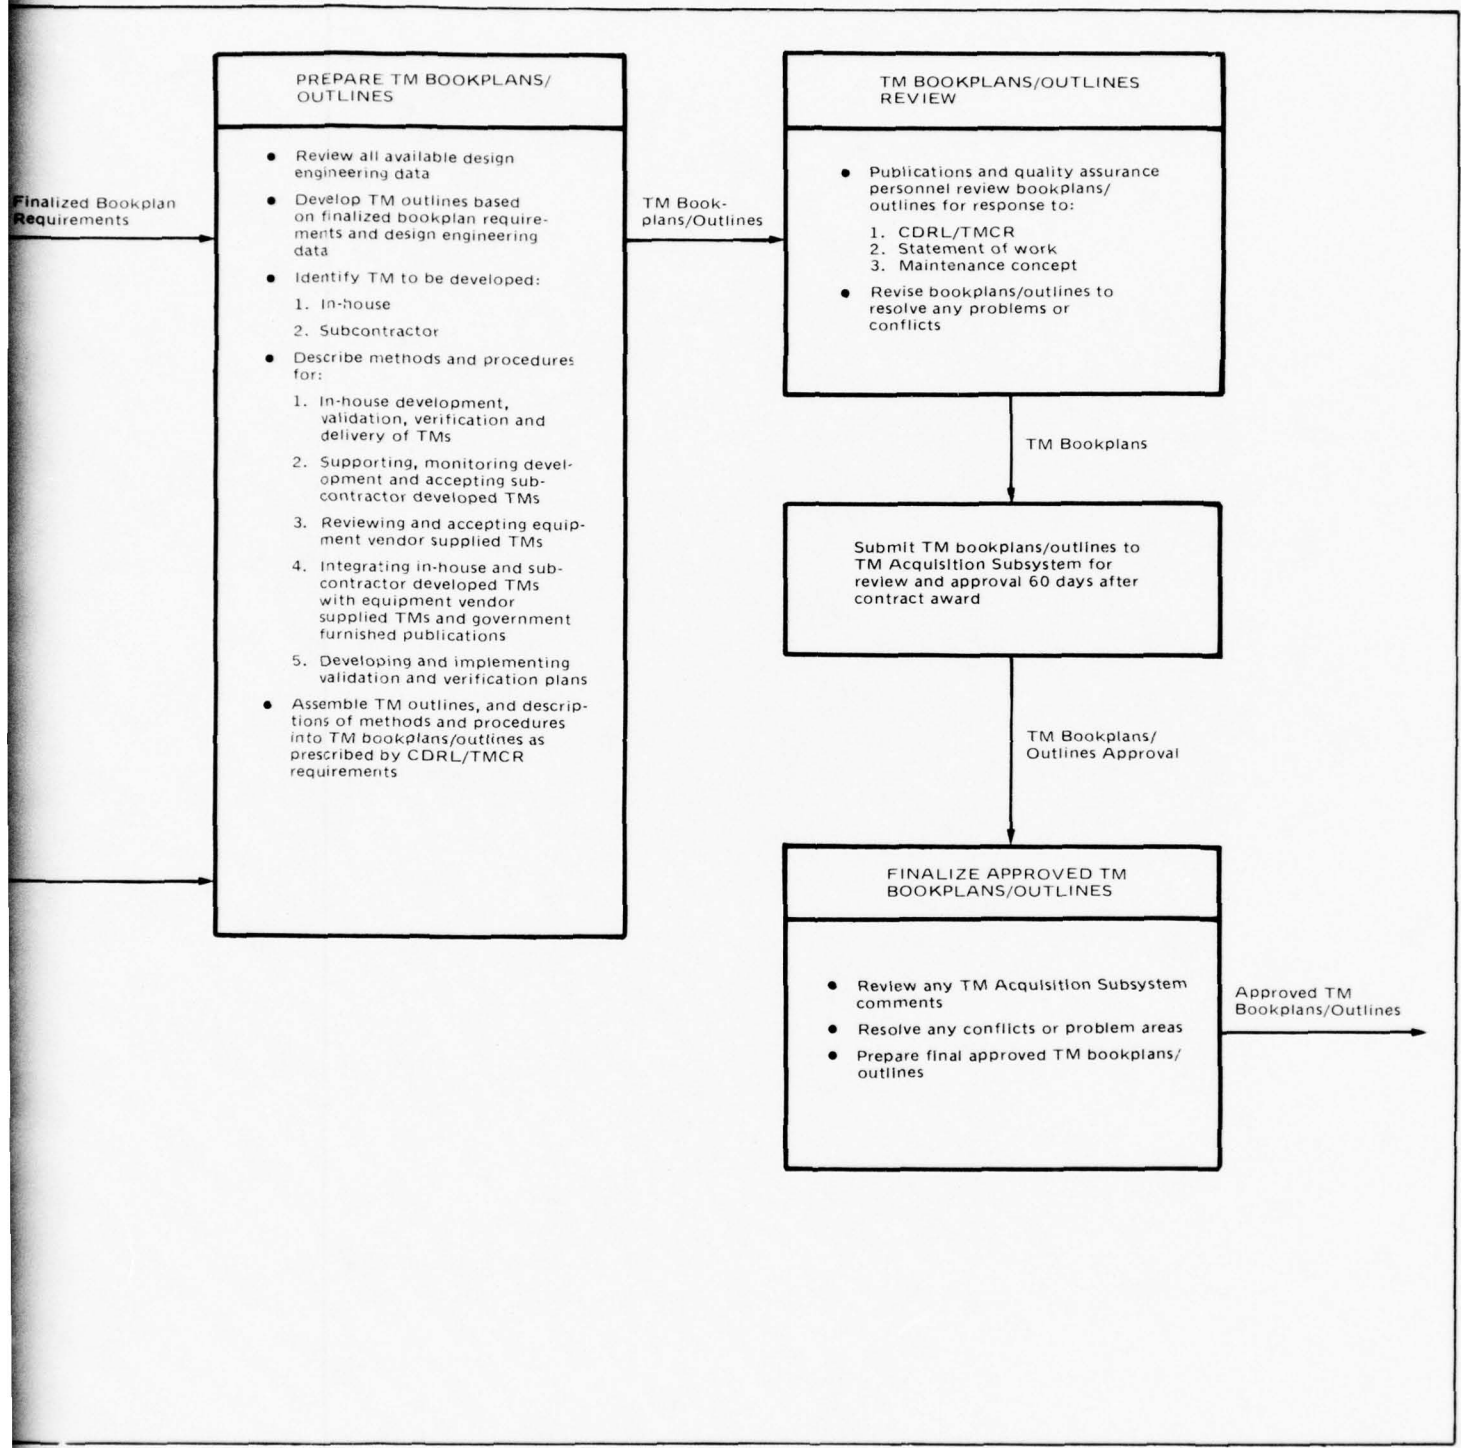 Finalized Bookplan
Requirements
PREPARE TM BOOKPLANS/
OUTLINES
● Review all available design
engineering data
● Develop TM outlines based
on finalized bookplan require-
ments and design engineering
data
● Identify TM to be developed:
1. In-house
2. Subcontractor
● Describe methods and procedures
for:
1. In-house development,
validation, verification and
delivery of TMs
2. Supporting, monitoring devel-
opment and accepting sub-
contractor developed TMs
3. Reviewing and accepting equip-
ment vendor supplied TMs
4. Integrating in-house and sub-
contractor developed TMs
with equipment vendor
supplied TMs and government
furnished publications
5. Developing and implementing
validation and verification plans
● Assemble TM outlines, and descrip-
tions of methods and procedures
into TM bookplans/outlines as
prescribed by CDRL/TMCR
requirements
TM Book-
plans/Outlines
TM BOOKPLANS/OUTLINES
REVIEW
● Publications and quality assurance
personnel review bookplans/
outlines for response to:
1. CDRL/TMCR
2. Statement of work
3. Maintenance concept
● Revise bookplans/outlines to
resolve any problems or
conflicts
TM Bookplans
Submit TM bookplans/outlines to
TM Acquisition Subsystem for
review and approval 60 days after
contract award
TM Bookplans/
Outlines Approval
FINALIZE APPROVED TM
BOOKPLANS/OUTLINES
● Review any TM Acquisition Subsystem
comments
● Resolve any conflicts or problem areas
● Prepare final approved TM bookplans/
outlines
Approved TM
Bookplans/Outlines